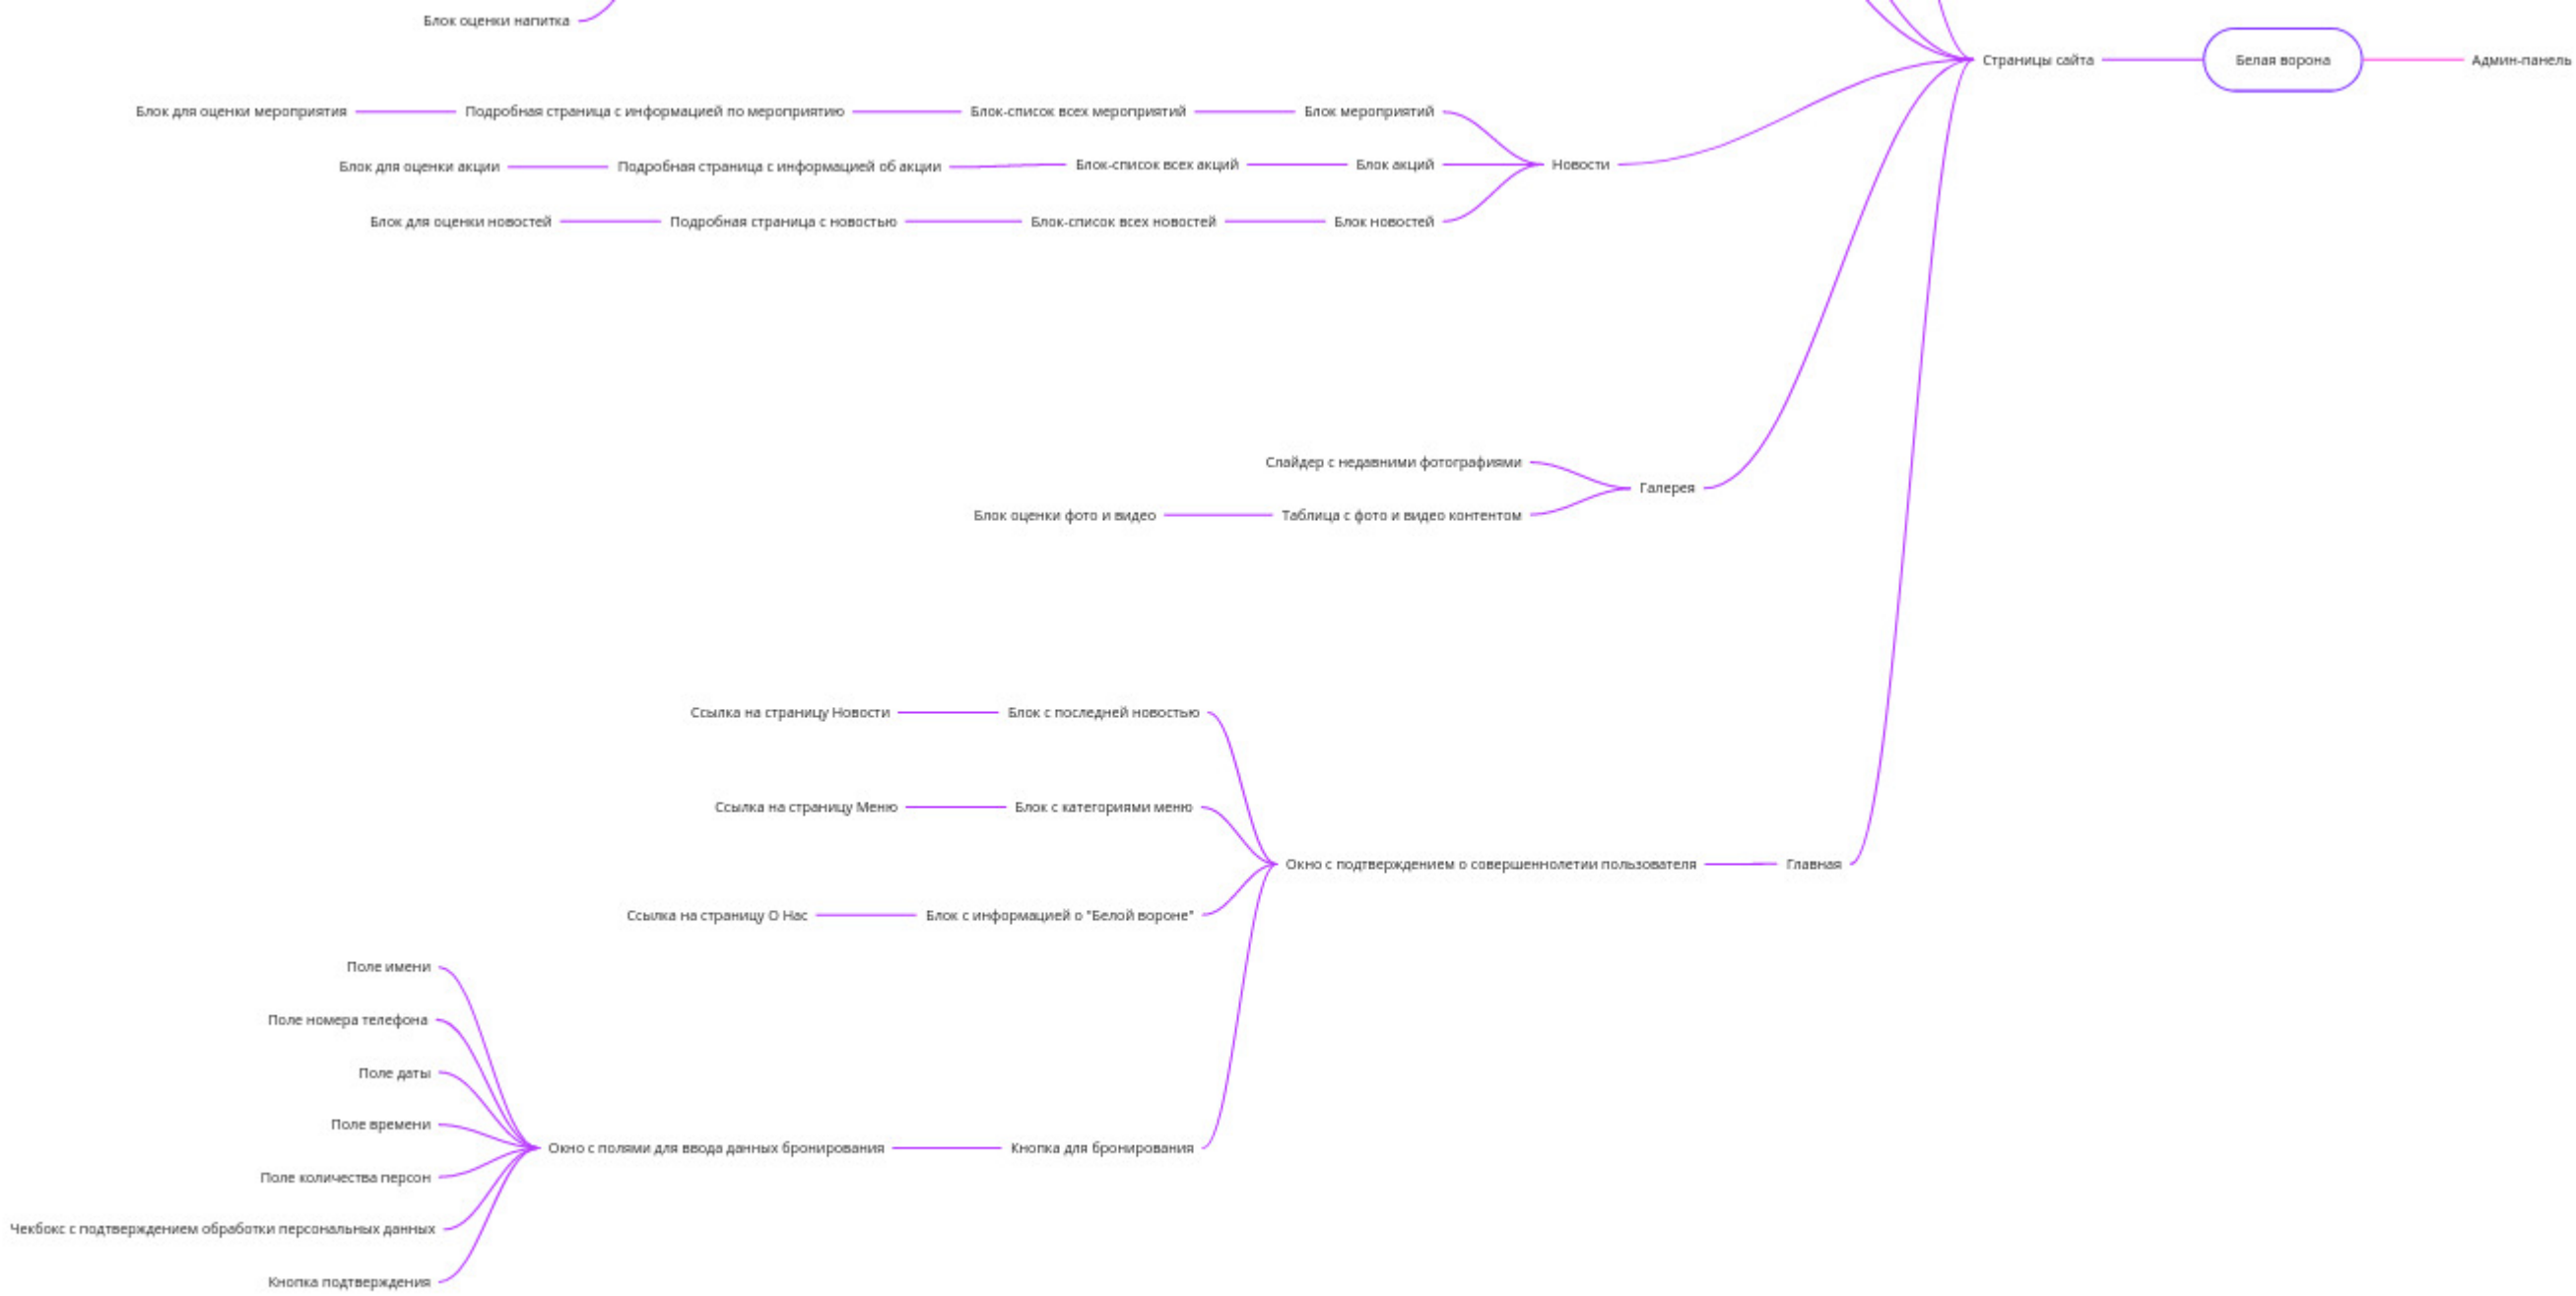 Блок оценки напитка
Страницы сайта
Белая ворона
Админ-панель
Блок для оценки мероприятия
Подробная страница с информацией по мероприятию
Блок-список всех мероприятий
Блок мероприятий
Блок для оценки акции
Подробная страница с информацией об акции
Блок-список всех акций
Блок акций
Новости
Блок для оценки новостей
Подробная страница с новостью
Блок-список всех новостей
Блок новостей
Слайдер с недавними фотографиями
Галерея
Блок оценки фото и видео
Таблица с фото и видео контентом
Ссылка на страницу Новости
Блок с последней новостью
Ссылка на страницу Меню
Блок с категориями меню
Окно с подтверждением о совершеннолетии пользователя
Главная
Ссылка на страницу О Нас
Блок с информацией о "Белой вороне"
Поле имени
Поле номера телефона
Поле даты
Поле времени
Окно с полями для ввода данных бронирования
Кнопка для бронирования
Поле количества персон
Чекбокс с подтверждением обработки персональных данных
Кнопка подтверждения